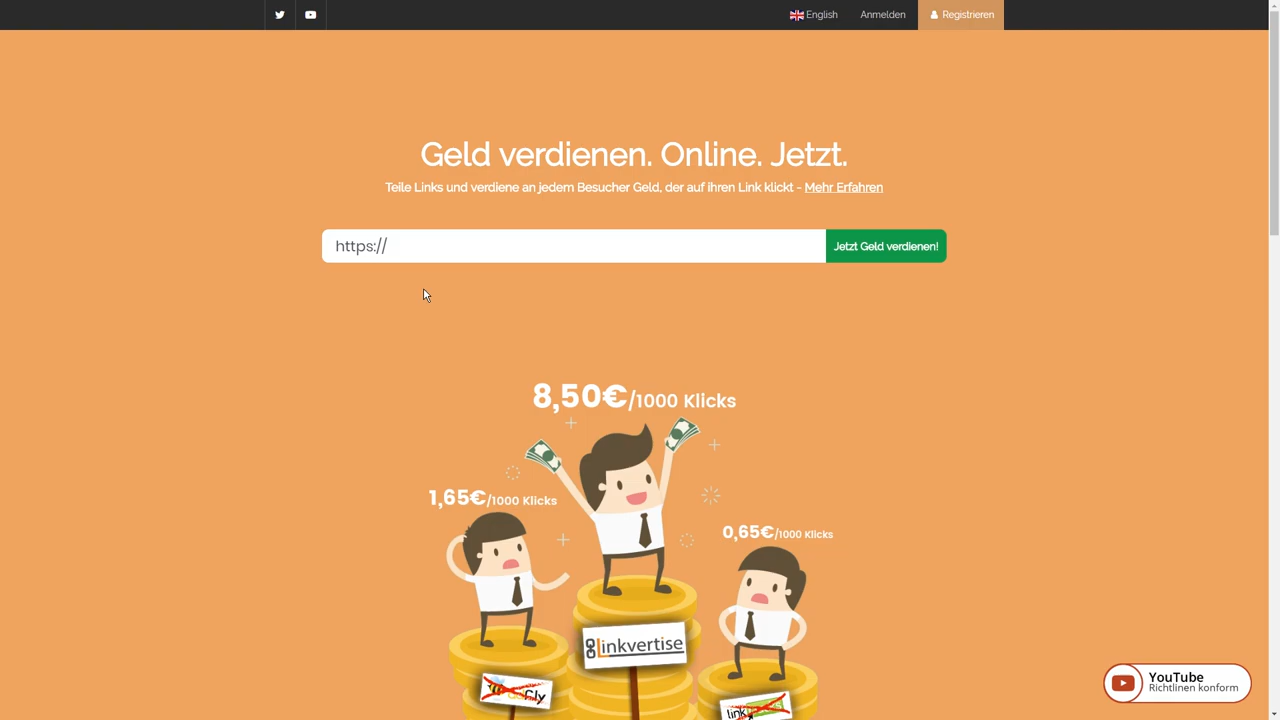 English
Anmelden
Registrieren
Geld verdienen. Online. Jetzt.
Teile Links und verdiene an jedem Besucher Geld, der auf ihren Link klickt - Mehr Erfahren
https://
Jetzt Geld verdienen!
8,50€/1000 Klicks
1,65€/1000 Klicks
0,65€/1000 Klicks
linkvertise
YouTube
Richtlinen konform